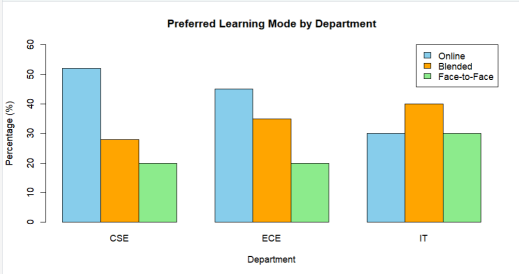 Preferred Learning Mode by Department
Online
Blended
Face-to-Face
Percentage (%)
60
50
40
30
20
10
0
CSE ECE IT
Department